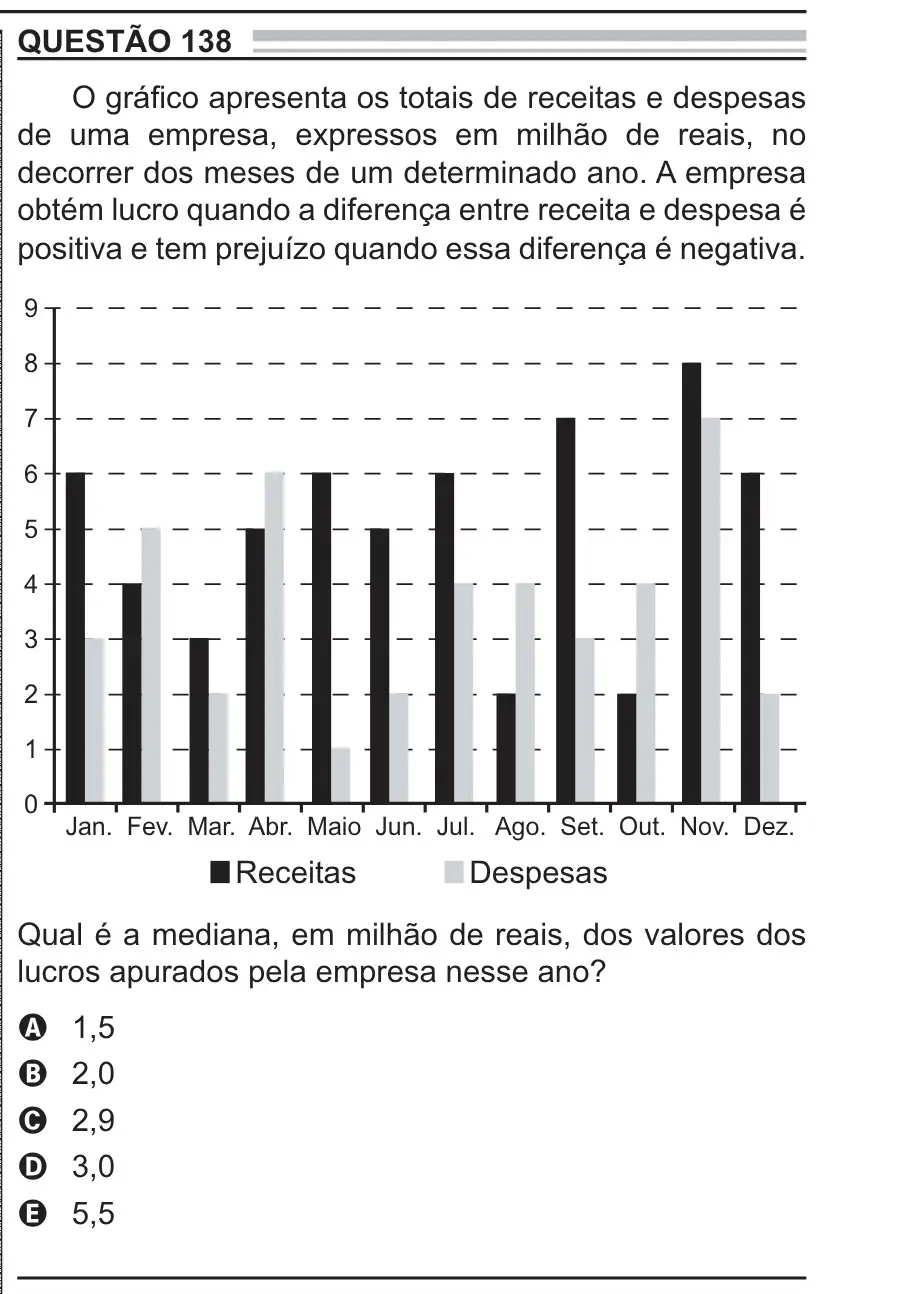 QUESTÃO 138
O gráfico apresenta os totais de receitas e despesas
de uma empresa, expressos em milhão de reais, no
decorrer dos meses de um determinado ano. A empresa
obtém lucro quando a diferença entre receita e despesa é
positiva e tem prejuízo quando essa diferença é negativa.
9
8
7
6
5
4
3
2
1
0
Jan. Fev. Mar. Abr. Maio Jun. Jul. Ago. Set. Out. Nov. Dez.
Receitas Despesas
Qual é a mediana, em milhão de reais, dos valores dos
lucros apurados pela empresa nesse ano?
A 1,5
B 2,0
C 2,9
D 3,0
E 5,5